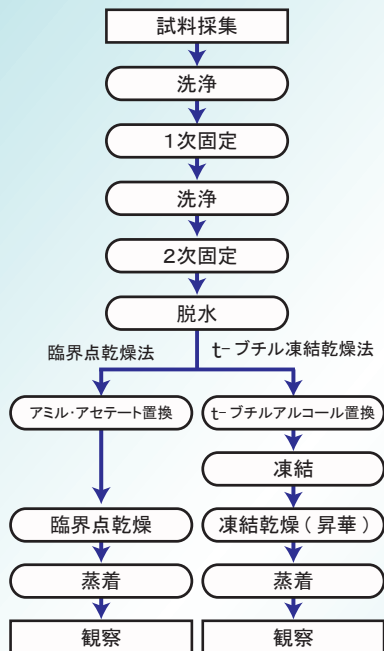 試料採集
洗浄
1次固定
洗浄
2次固定
脱水
臨界点乾燥法
t-ブチル凍結乾燥法
アミル・アセテート置換
t-ブチルアルコール置換
凍結
臨界点乾燥
凍結乾燥(昇華)
蒸着
蒸着
観察
観察